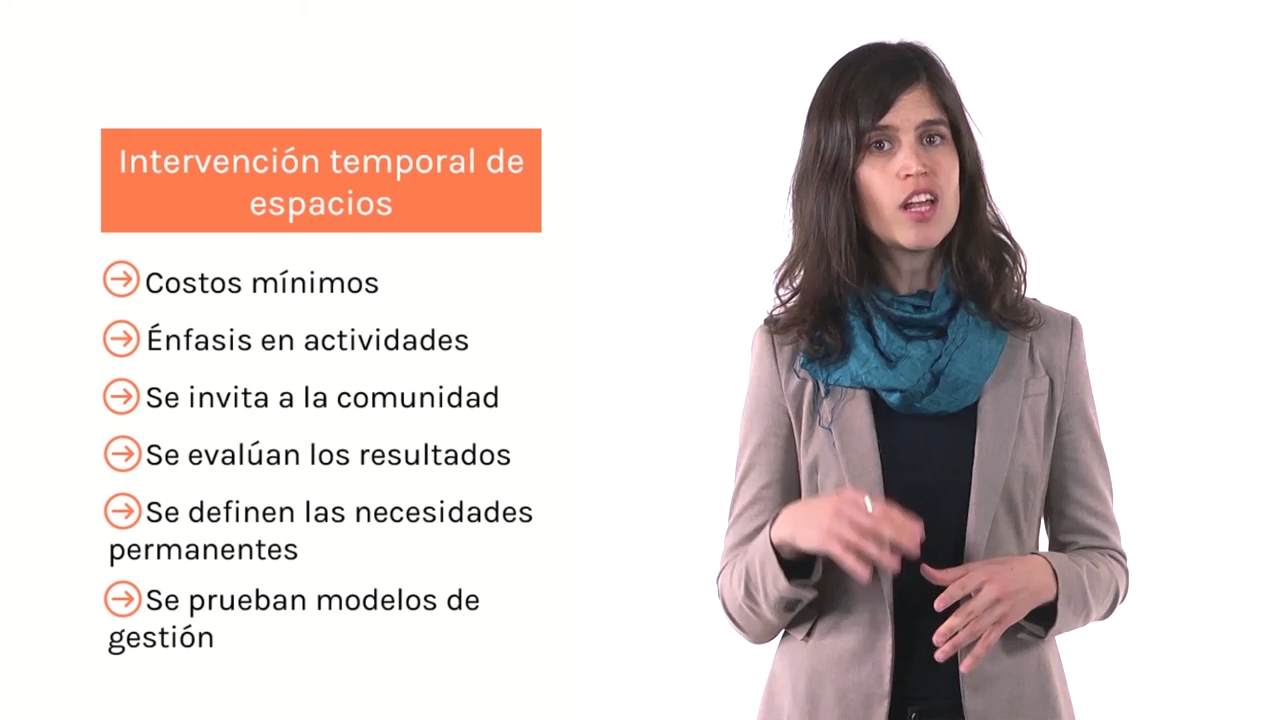 Intervención temporal de
espacios
Costos mínimos
Énfasis en actividades
Se invita a la comunidad
Se evalúan los resultados
Se definen las necesidades
permanentes
Se prueban modelos de
gestión